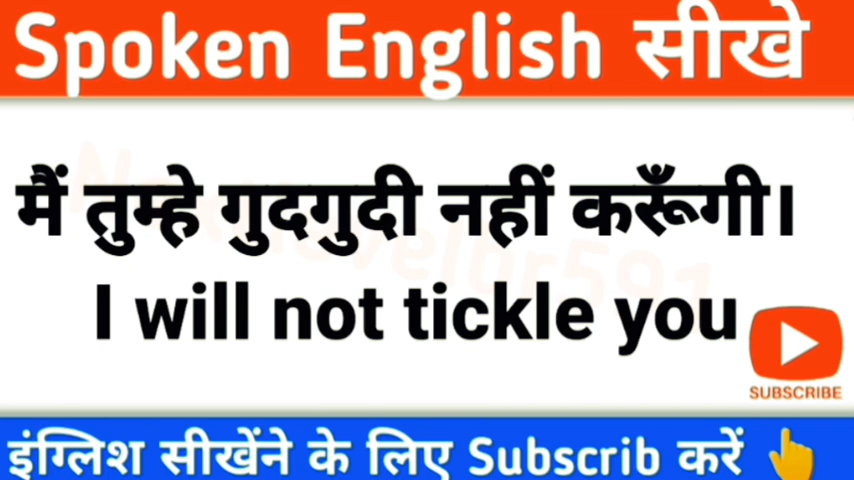 Spoken English सीखे
मैं तुम्हे गुदगुदी नहीं करूँगी।
I will not tickle you
SUBSCRIBE
इंग्लिश सीखेंने के लिए Subscrib करें